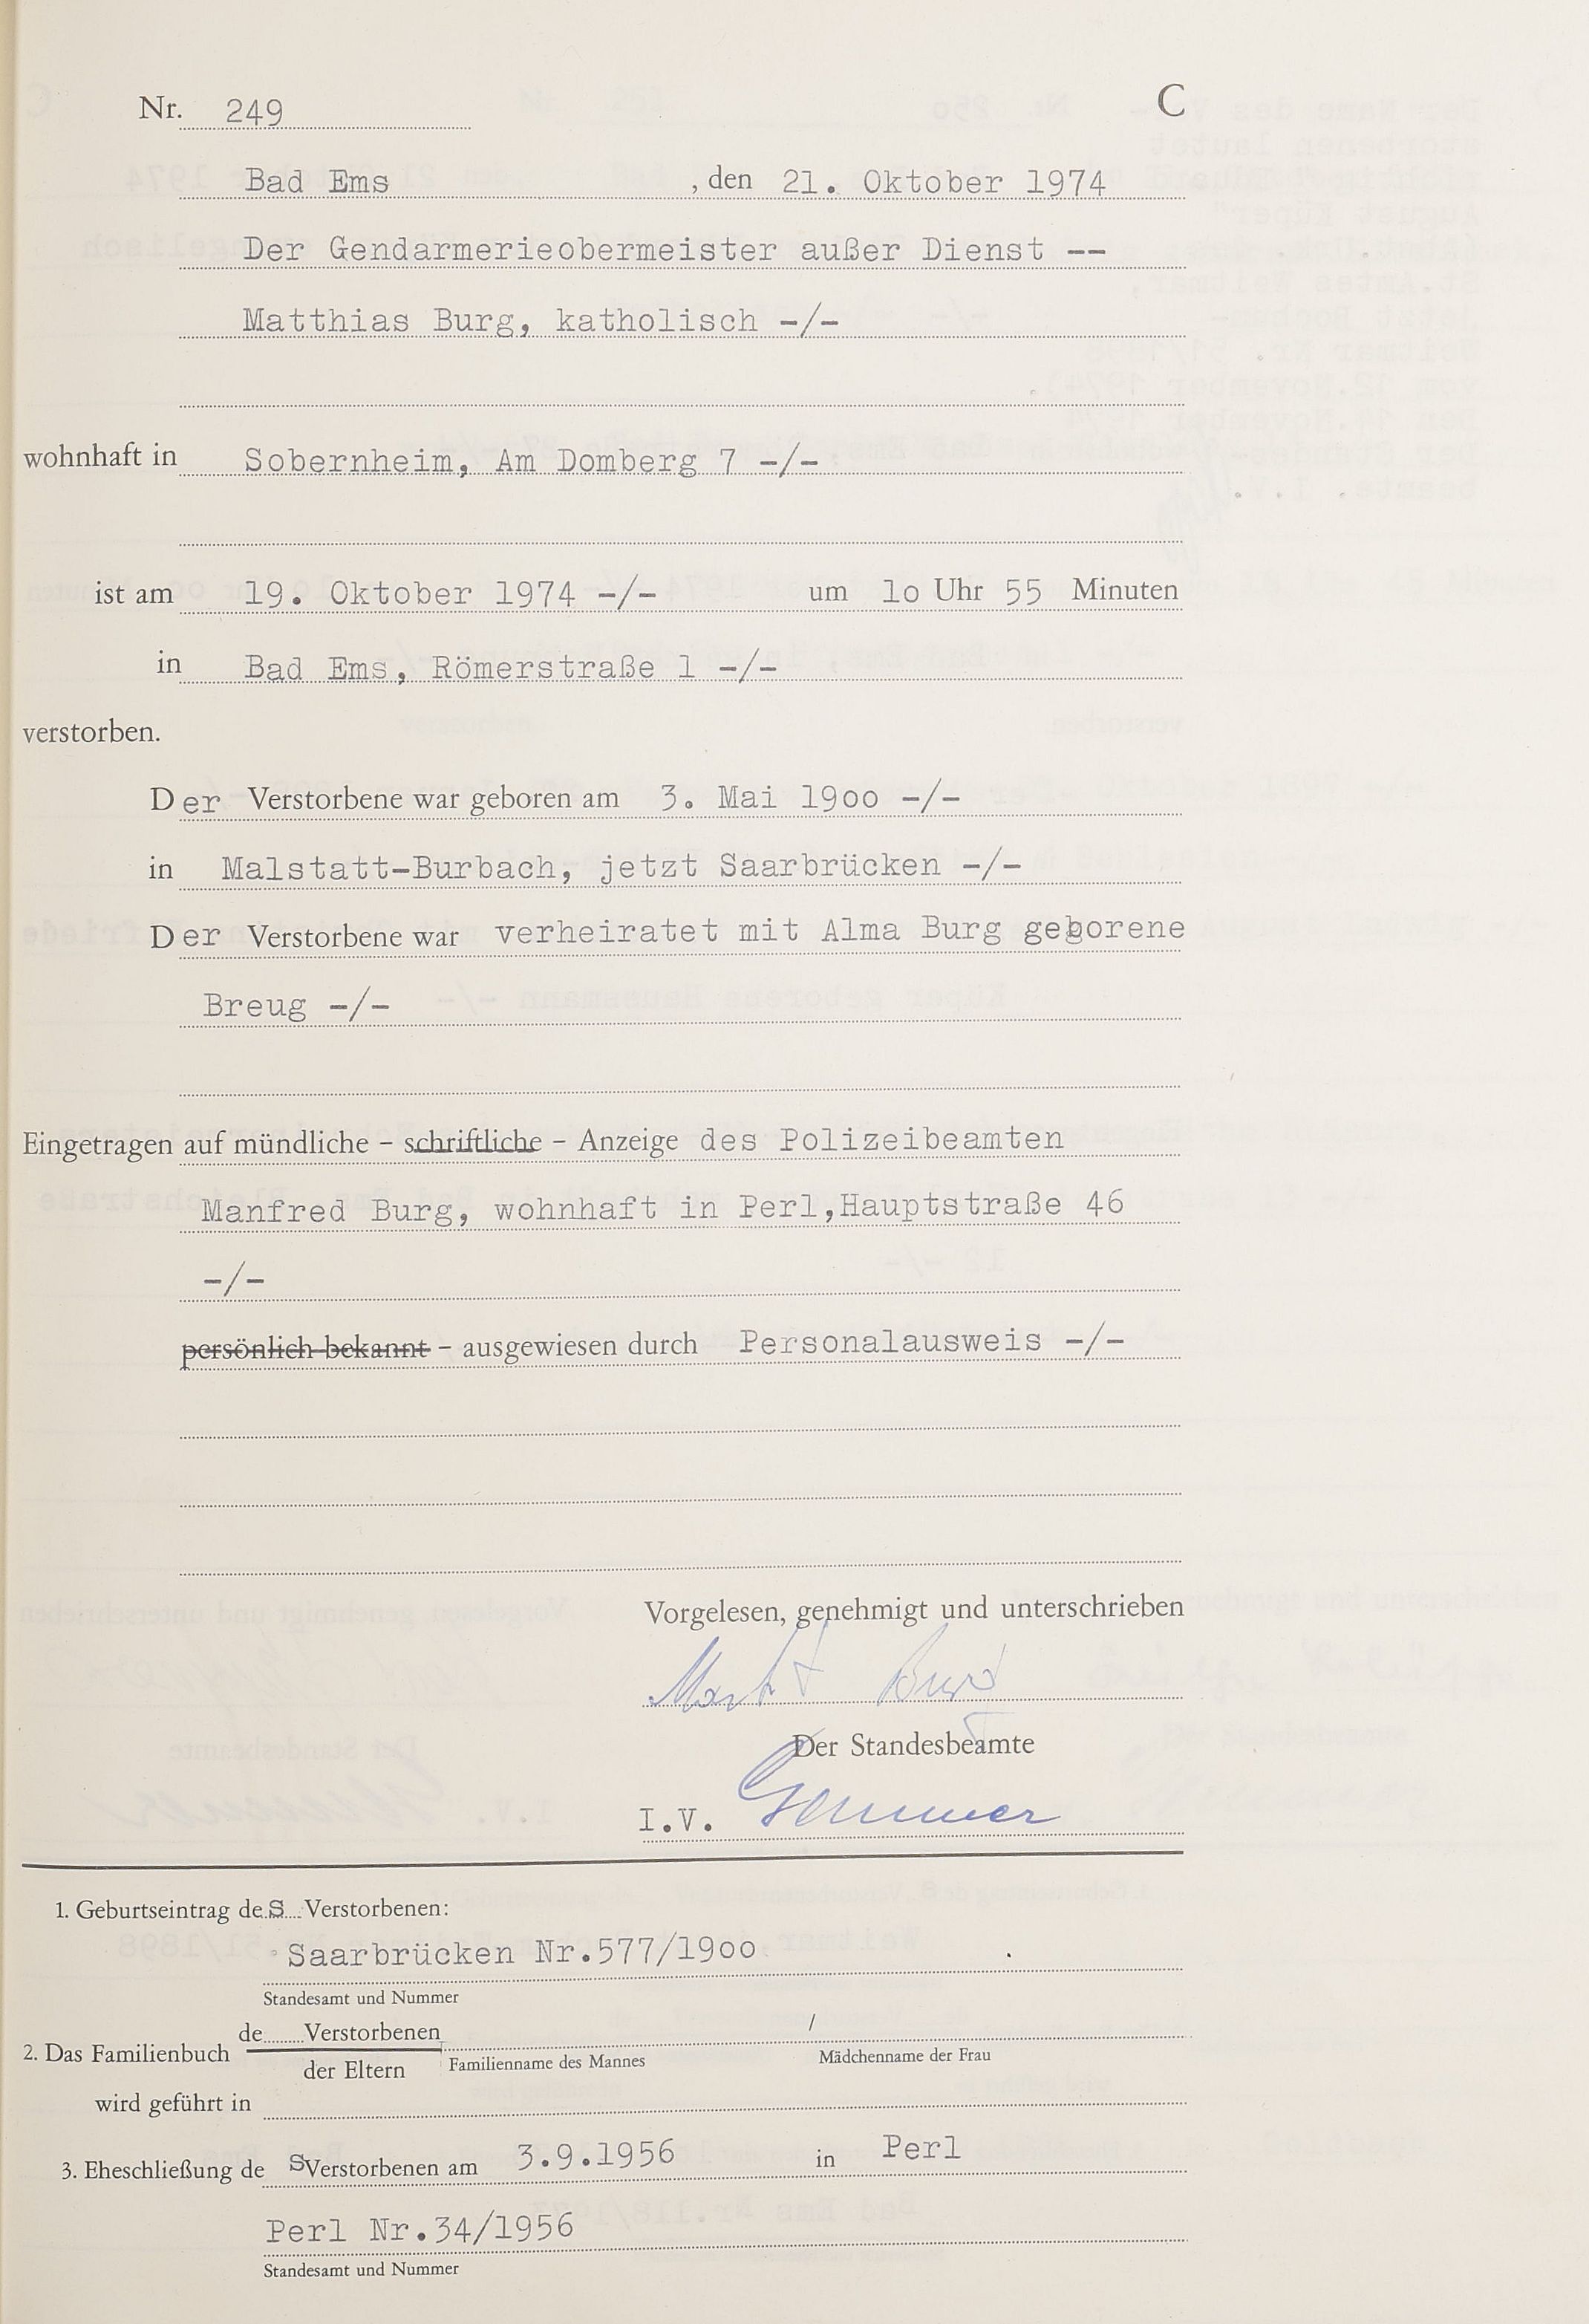 Nr. 249 C
Bad Ems , den 21. Oktober 1974
Der Gendarmerieobermeister außer Dienst --
Matthias Burg, katholisch -/-
wohnhaft in Sobernheim, Am Domberg 7 -/-
ist am 19. Oktober 1974 -/- um 1o Uhr 55 Minuten
in Bad Ems, Römerstraße 1 -/-
verstorben.
Der Verstorbene war geboren am 3. Mai 19oo -/-
in Malstatt-Burbach, jetzt Saarbrücken -/-
Der Verstorbene war verheiratet mit Alma Burg geborene
Breug -/-
Eingetragen auf mündliche - schriftliche - Anzeige des Polizeibeamten
Manfred Burg, wohnhaft in Perl,Hauptstraße 46
-/-
persönlich bekannt - ausgewiesen durch Personalausweis -/-
Vorgelesen, genehmigt und unterschrieben
Burg
Der Standesbeamte
I.V.
1. Geburtseintrag des Verstorbenen:
Saarbrücken Nr.577/19oo
Standesamt und Nummer
de Verstorbenen /
2. Das Familienbuch
der Eltern Familienname des Mannes Mädchenname der Frau
wird geführt in
3. Eheschließung des Verstorbenen am 3.9.1956 in Perl
Perl Nr.34/1956
Standesamt und Nummer